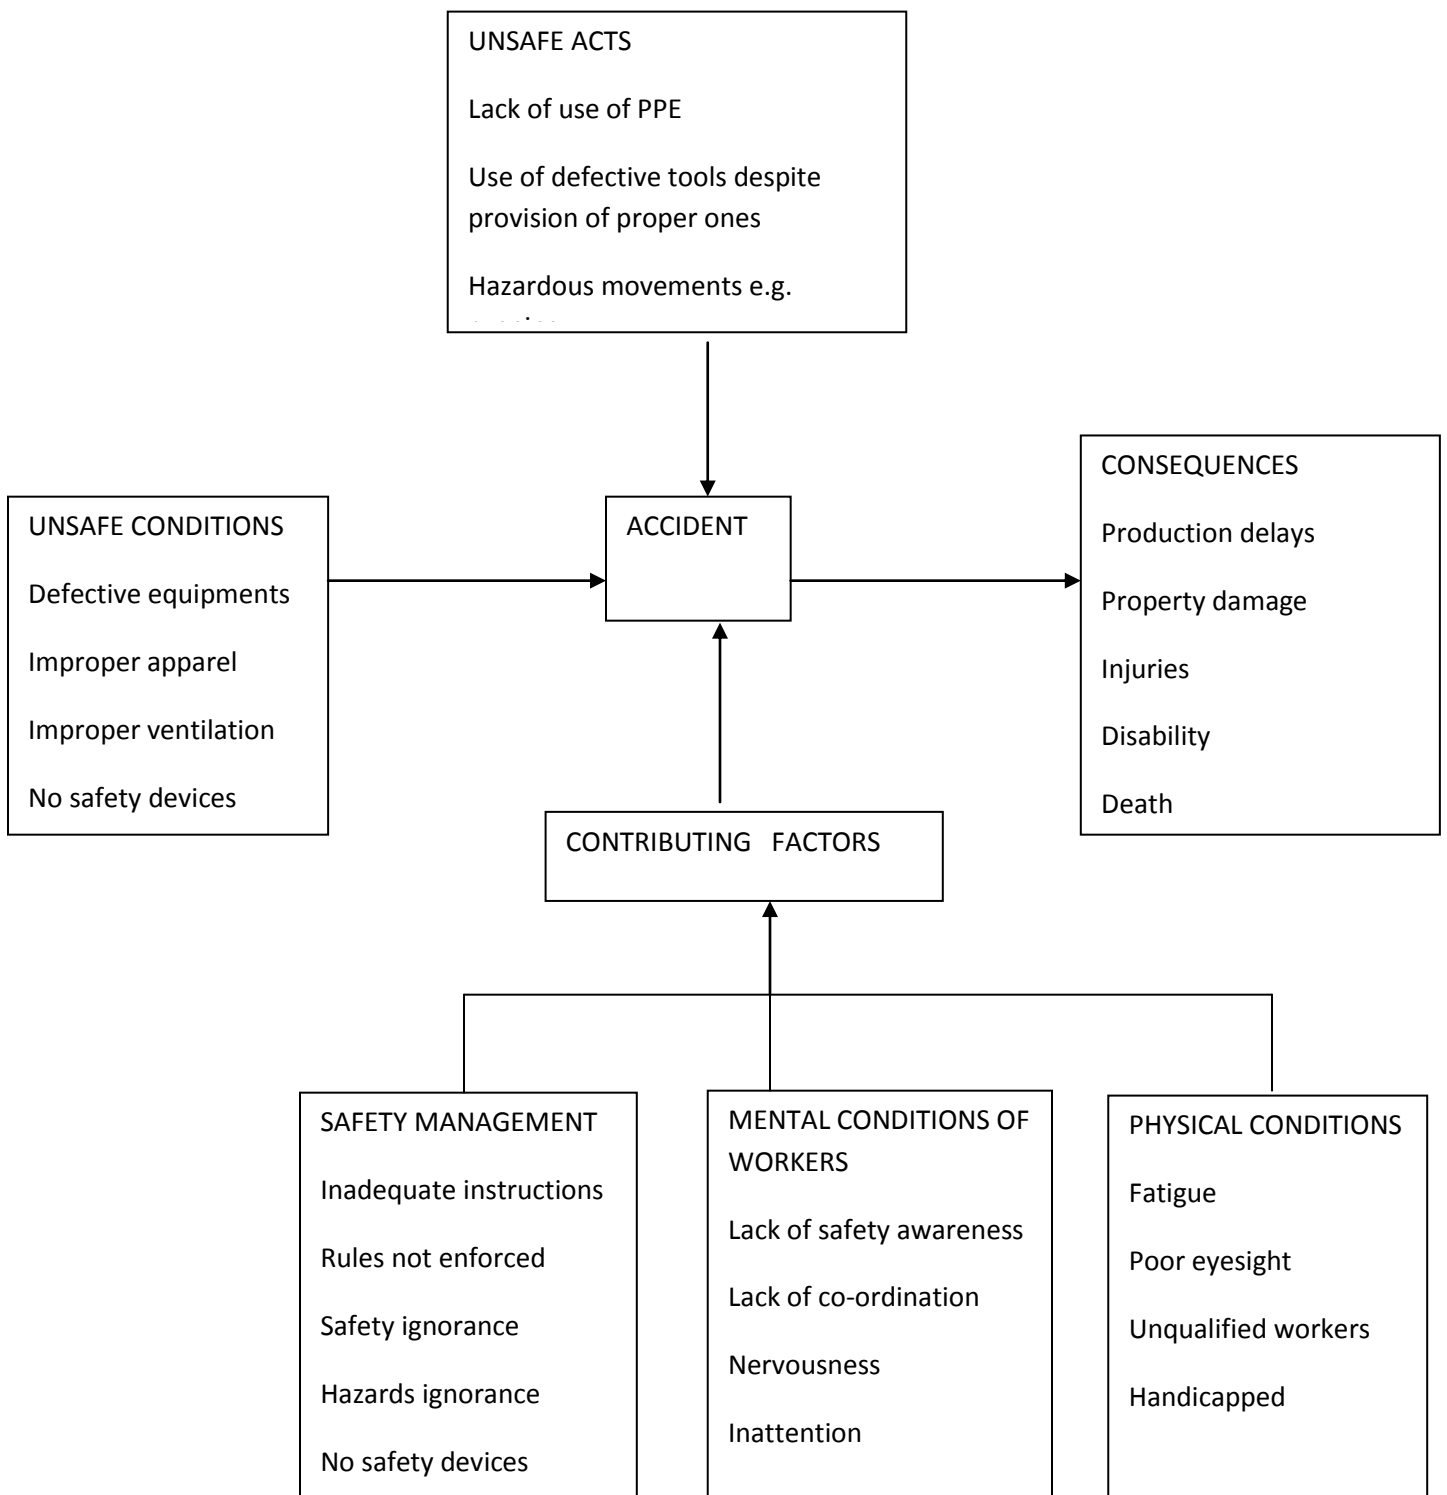 UNSAFE ACTS
Lack of use of PPE
Use of defective tools despite
provision of proper ones
Hazardous movements e.g.
CONSEQUENCES
Production delays
Property damage
Injuries
Disability
Death
UNSAFE CONDITIONS
Defective equipments
Improper apparel
Improper ventilation
No safety devices
ACCIDENT
CONTRIBUTING FACTORS
SAFETY MANAGEMENT
Inadequate instructions
Rules not enforced
Safety ignorance
Hazards ignorance
No safety devices
MENTAL CONDITIONS OF
WORKERS
Lack of safety awareness
Lack of co-ordination
Nervousness
Inattention
PHYSICAL CONDITIONS
Fatigue
Poor eyesight
Unqualified workers
Handicapped